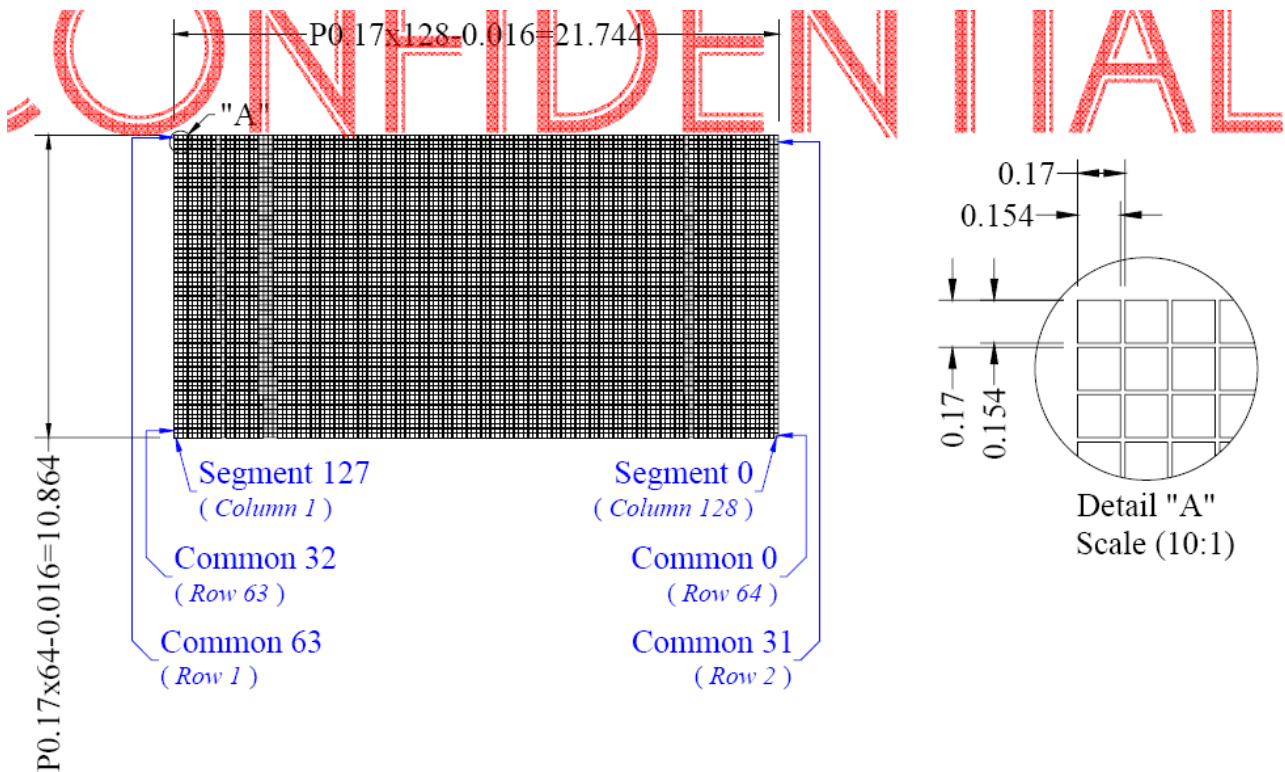 CONFIDENTIAL
P0.17x128-0.016=21.744
"A"
0.17
0.154
0.17
0.154
P0.17x64-0.016=10.864
Segment 127
( Column 1 )
Segment 0
( Column 128 )
Common 32
( Row 63 )
Common 0
( Row 64 )
Common 63
( Row 1 )
Common 31
( Row 2 )
Detail "A"
Scale (10:1)